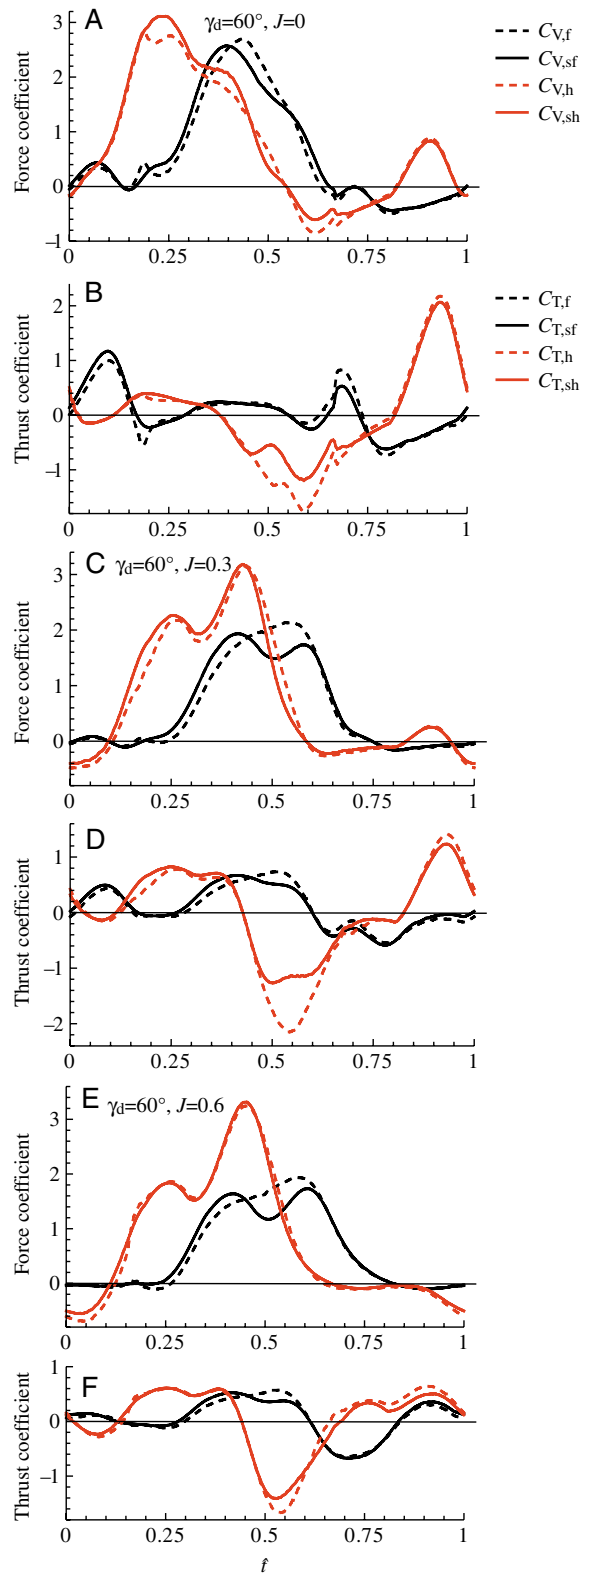 A
γd=60°, J=0
Force coefficient
3
2
1
0
–1
0
0.25
0.5
0.75
1
CV,f
CV,sf
CV,h
CV,sh
B
Thrust coefficient
2
1
0
–1
0
0.25
0.5
0.75
1
CT,f
CT,sf
CT,h
CT,sh
C
γd=60°, J=0.3
Force coefficient
3
2
1
0
0
0.25
0.5
0.75
1
D
Thrust coefficient
1
0
–1
–2
0
0.25
0.5
0.75
1
E
γd=60°, J=0.6
Force coefficient
3
2
1
0
0
0.25
0.5
0.75
1
F
Thrust coefficient
1
0
–1
0
0.25
0.5
0.75
1
t̂